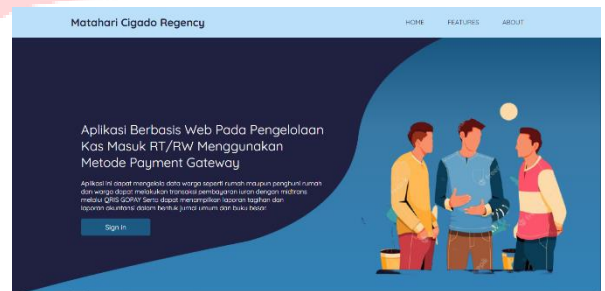 Matahari Cigado Regency
HOME FEATURES ABOUT
Aplikasi Berbasis Web Pada Pengelolaan
Kas Masuk RT/RW Menggunakan
Metode Payment Gateway
Aplikasi ini dapat mengelola data warga seperti rumah maupun penghuni rumah
dan warga dapat melakukan transaksi pembayaran iuran dengan midtrans
melalui QRIS GOPAY Serta dapat menampilkan laporan tagihan dan
laporan akuntansi dalam bentuk jurnal umum dan buku besar
Sign in